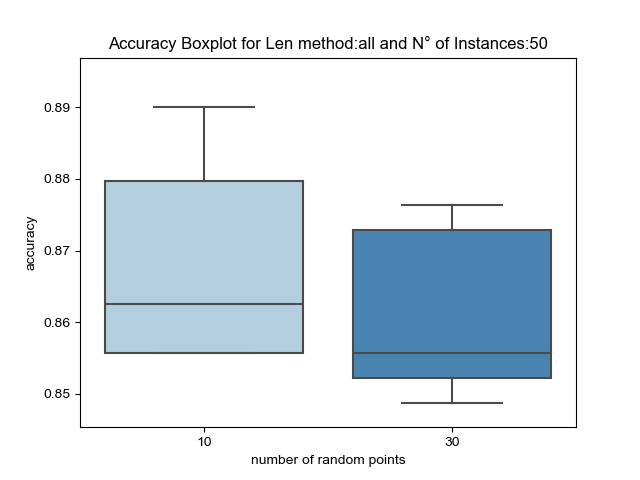 Accuracy Boxplot for Len method:all and N° of Instances:50
0.89
0.88
0.87
0.86
0.85
accuracy
10
30
number of random points